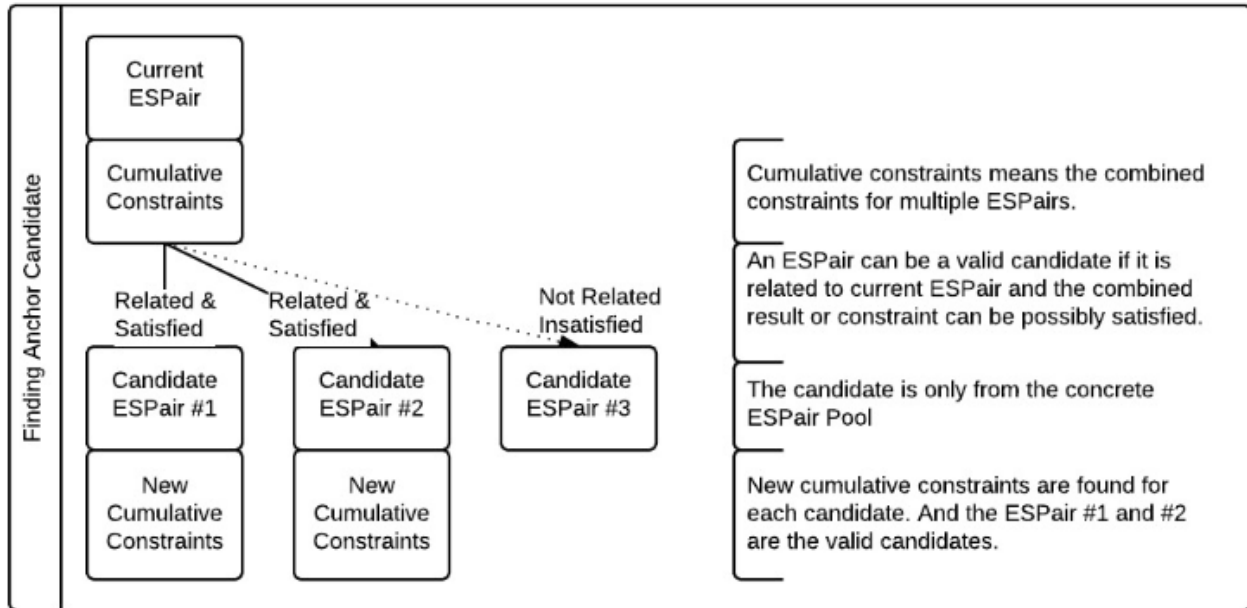 Finding Anchor Candidate
Current
ESPair
Cumulative
Constraints
Cumulative constraints means the combined
constraints for multiple ESPairs.
Related &
Satisfied
Related &
Satisfied
Not Related
Insatisfied
An ESPair can be a valid candidate if it is
related to current ESPair and the combined
result or constraint can be possibly satisfied.
Candidate
ESPair #1
Candidate
ESPair #2
Candidate
ESPair #3
The candidate is only from the concrete
ESPair Pool
New
Cumulative
Constraints
New
Cumulative
Constraints
New cumulative constraints are found for
each candidate. And the ESPair #1 and #2
are the valid candidates.